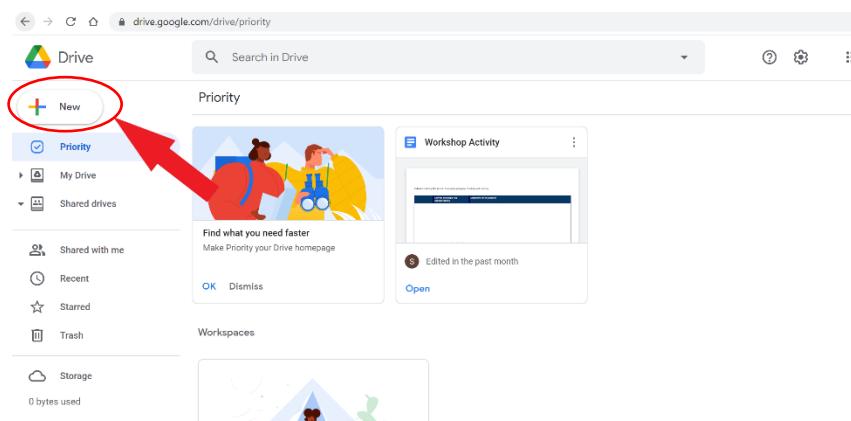 drive.google.com/drive/priority
Drive
Search in Drive
New
Priority
My Drive
Shared drives
Shared with me
Recent
Starred
Trash
Storage
0 bytes used
Priority
Find what you need faster
Make Priority your Drive homepage
OK Dismiss
Workshop Activity
S Edited in the past month
Open
Workspaces